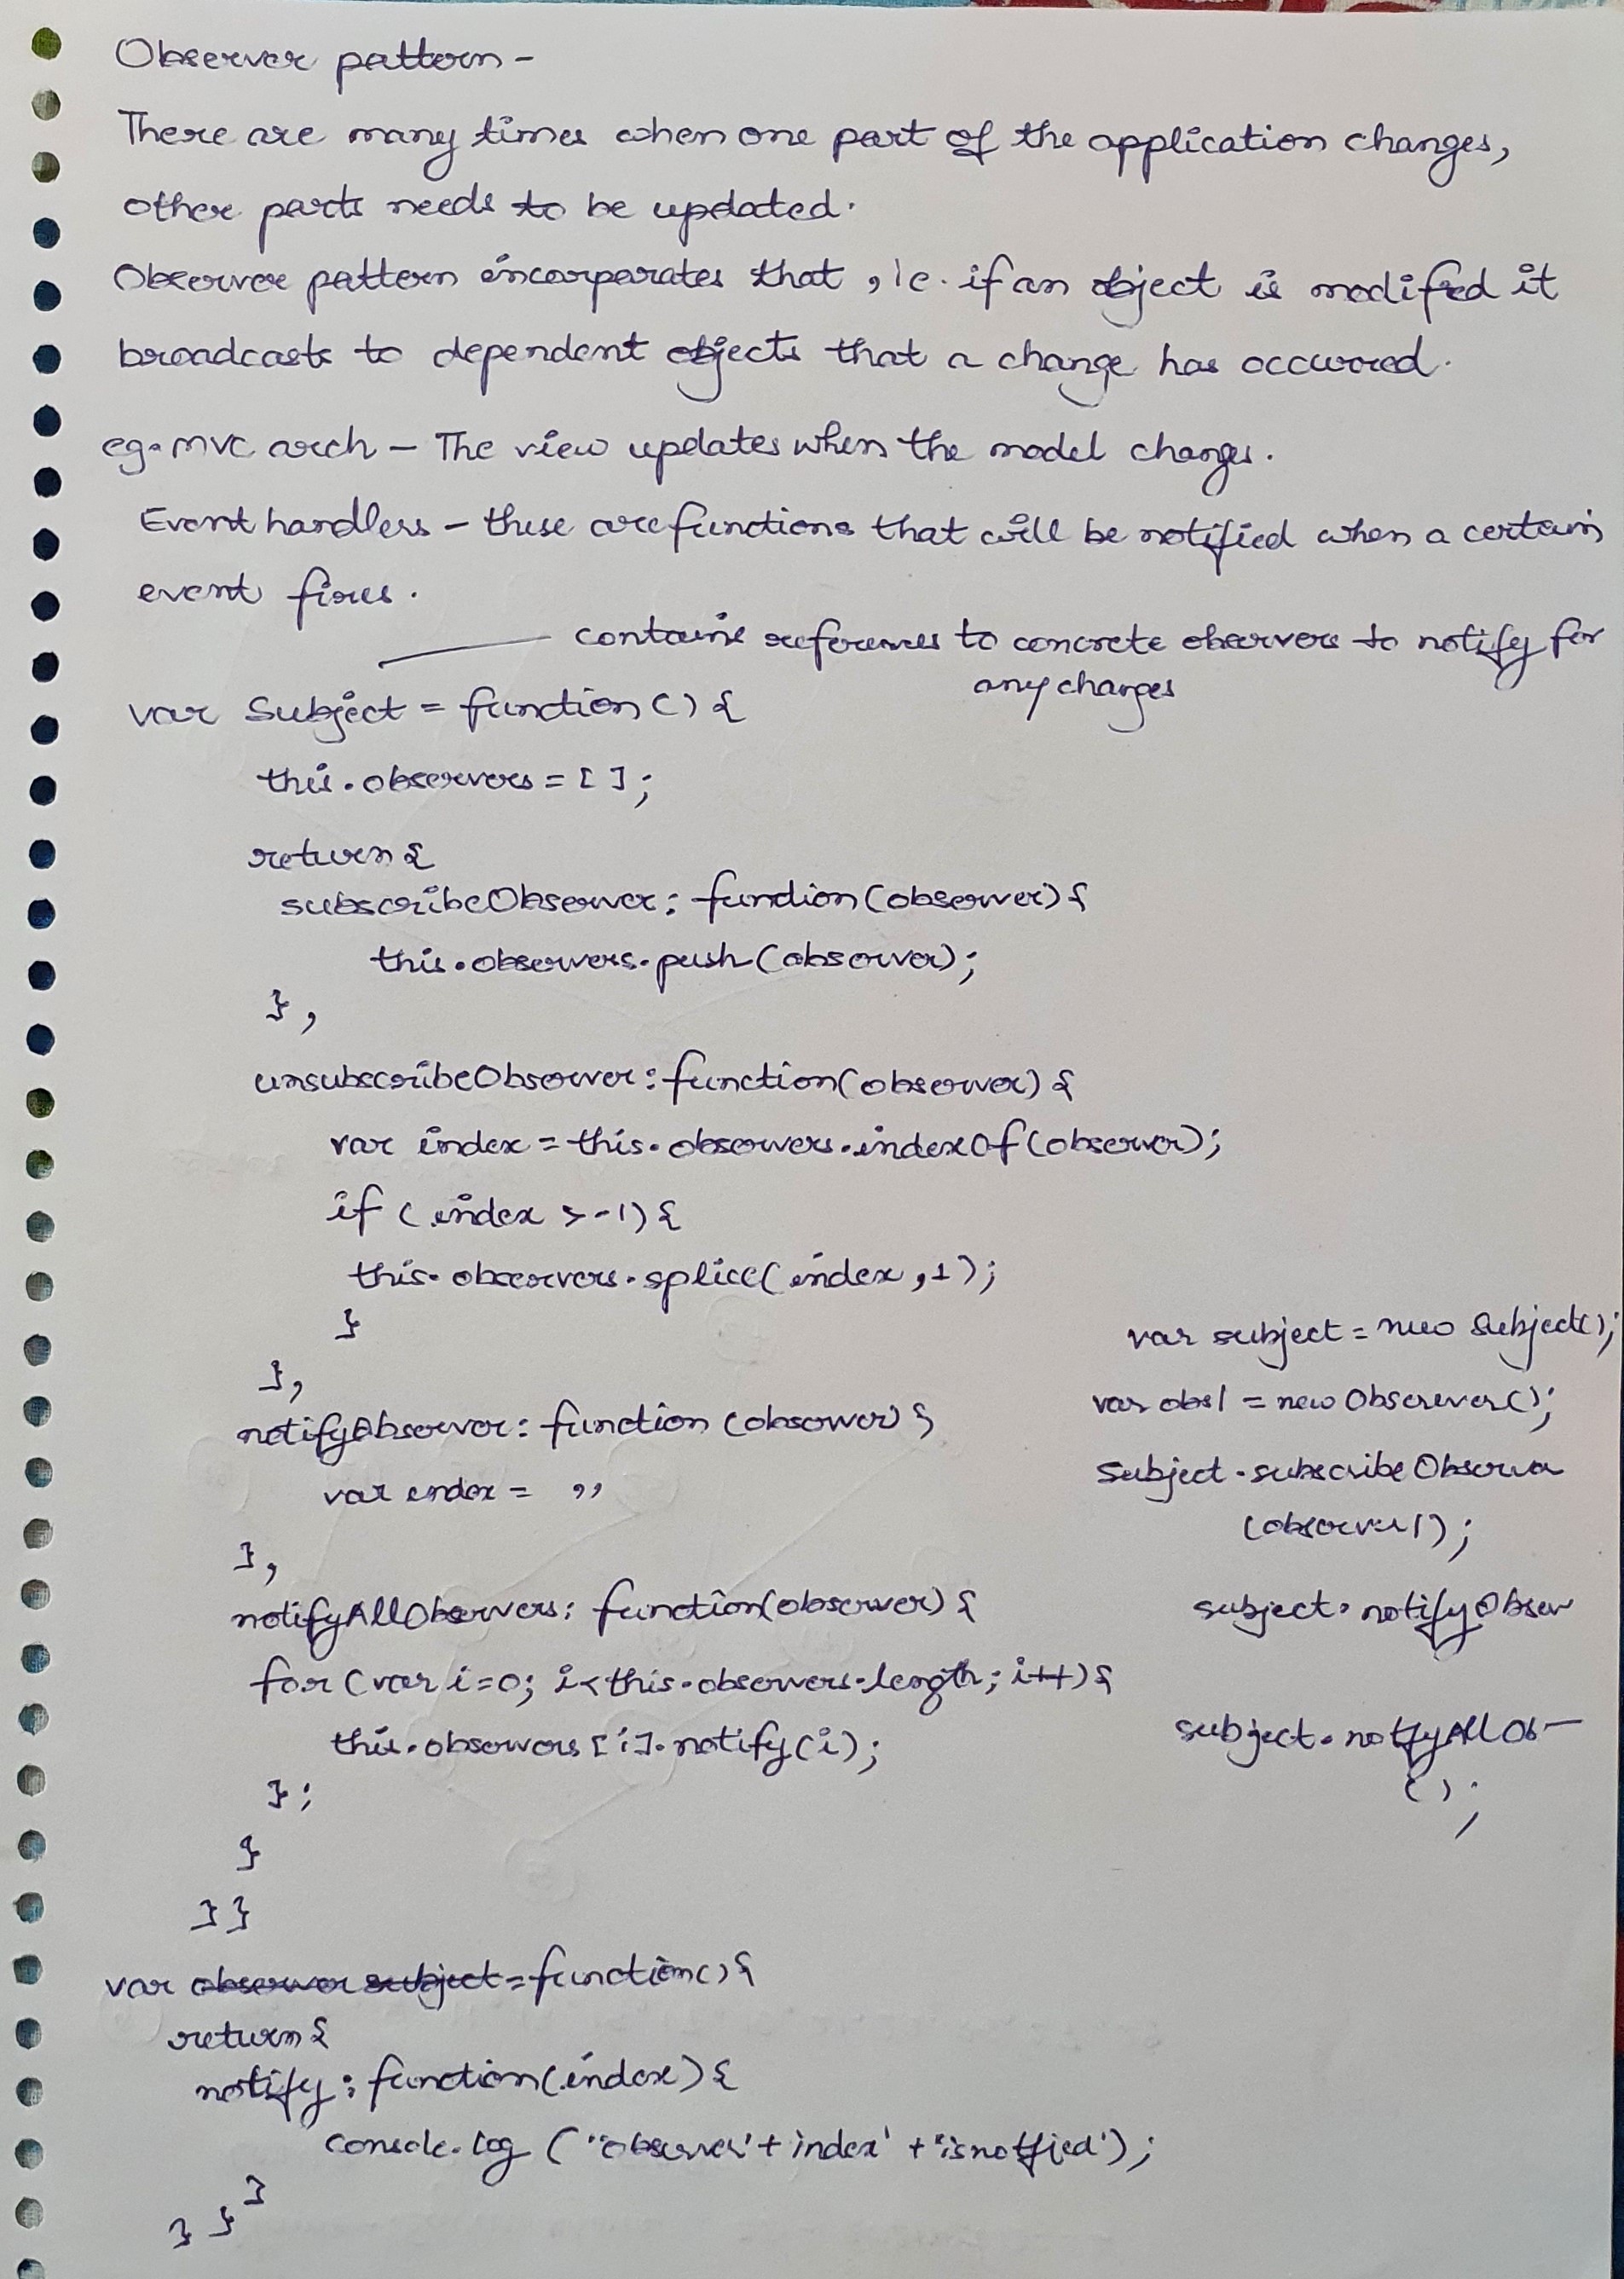 Observer pattern -
There are many times when one part of the application changes,
other parts needs to be updated.
Observer pattern incorporates that , ie. if an object is modified it
broadcasts to dependent objects that a change has occurred.
eg. MVC arch - The view updates when the model changes.
Event handless - these are functions that will be notified when a certain
event fires.
contains references to concrete observers to notify for
any changes
var Subject = function () {
this.observers = [ ];
return {
subscribeObserver : function (observer) {
this.observers.push (observer);
},
unsubscribeObserver : function (observer) {
var index = this.observers.indexOf (observer);
if ( index > -1) {
this.observers.splice( index , 1 );
}
},
notifyObserver : function (observer) {
var index = ,,
},
notifyAllObservers : function(observer) {
for (var i=0; i<this.observers.length; i++) {
this.observers [i].notify (i);
};
}
}}
var observer subject = function () {
return {
notify : function (index) {
console.log ("observer' + index' + 'is notified');
}
} }
var subject = new Subject();
var obs1 = new Obserever();
Subject.subscribeObserver
(observer1);
subject.notifyObser
subject.notifyAllOb-
();